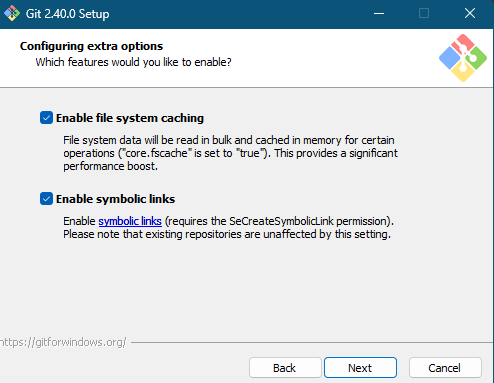 Git 2.40.0 Setup
Configuring extra options
Which features would you like to enable?
Enable file system caching
File system data will be read in bulk and cached in memory for certain
operations ("core.fscache" is set to "true"). This provides a significant
performance boost.
Enable symbolic links
Enable symbolic links (requires the SeCreateSymbolicLink permission).
Please note that existing repositories are unaffected by this setting.
https://gitforwindows.org/
Back
Next
Cancel